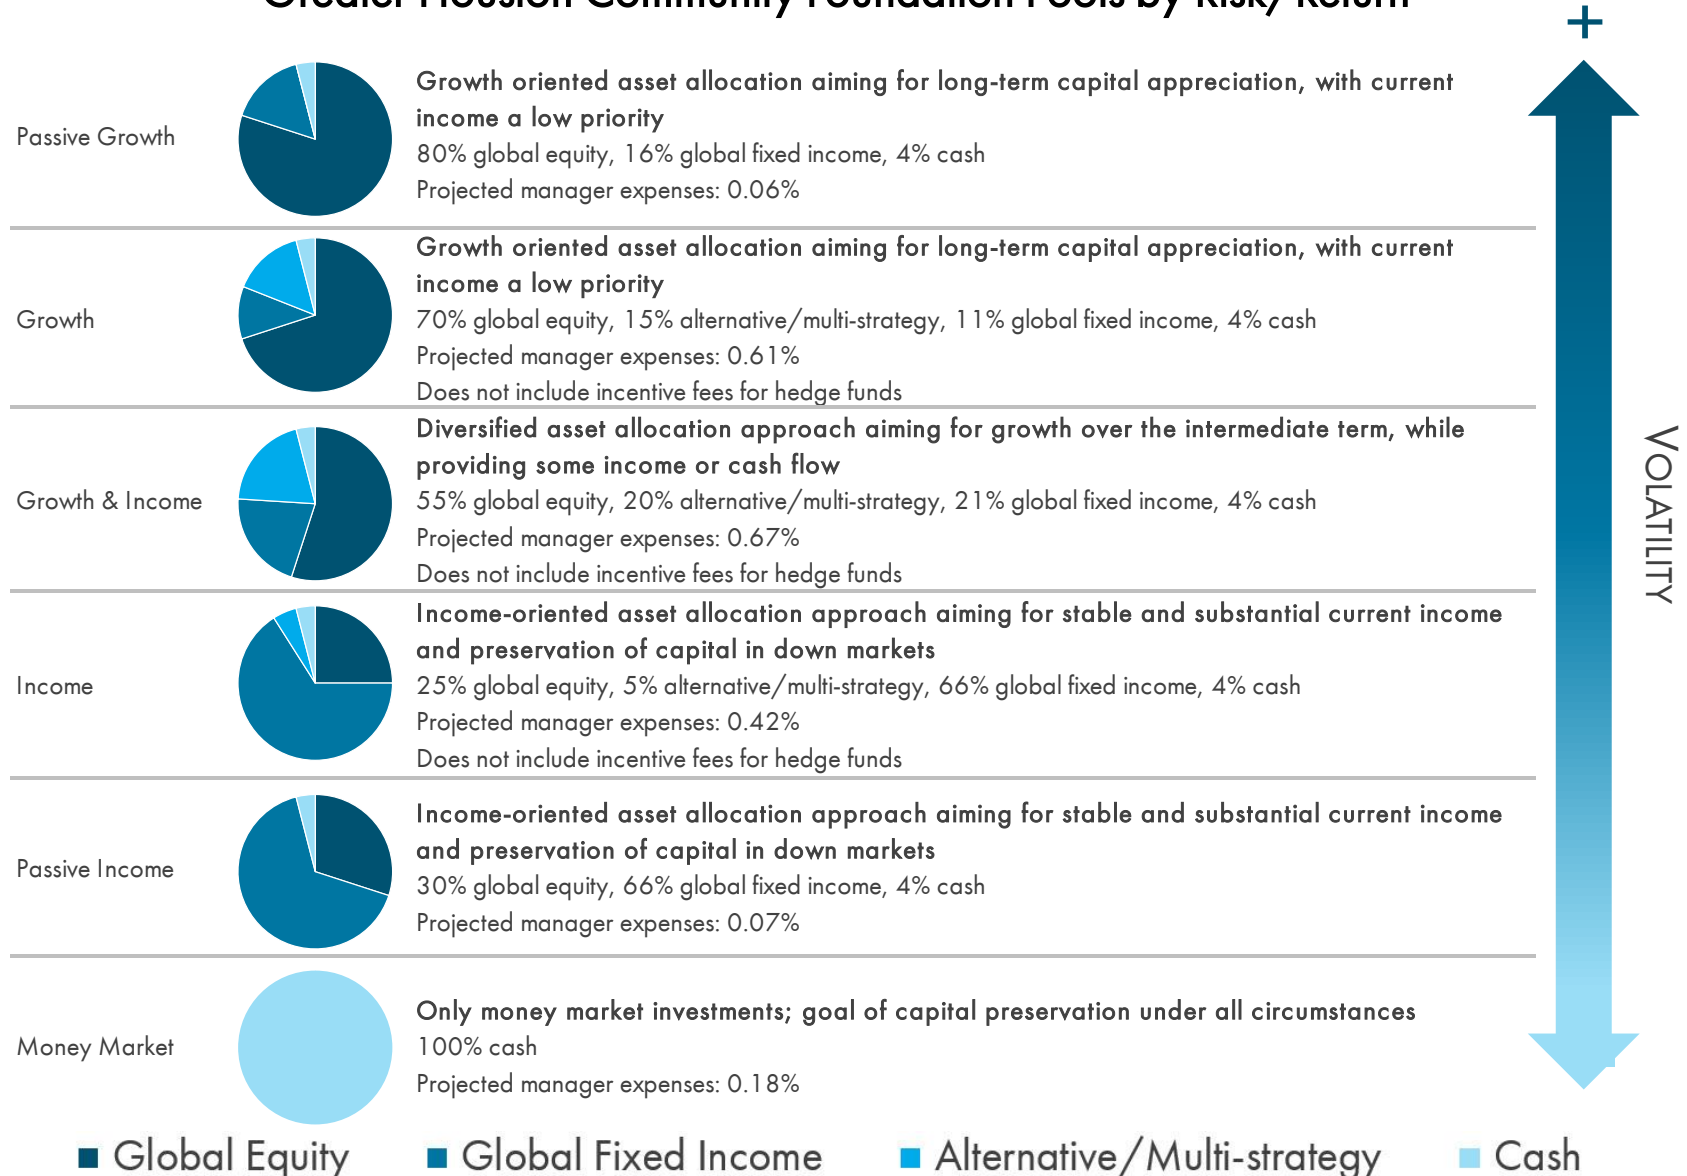 Greater Houston Community Foundation Pools by Risk/Return
+
Passive Growth
Growth oriented asset allocation aiming for long-term capital appreciation, with current
income a low priority
80% global equity, 16% global fixed income, 4% cash
Projected manager expenses: 0.06%
Growth
Growth oriented asset allocation aiming for long-term capital appreciation, with current
income a low priority
70% global equity, 15% alternative/multi-strategy, 11% global fixed income, 4% cash
Projected manager expenses: 0.61%
Does not include incentive fees for hedge funds
Growth & Income
Diversified asset allocation approach aiming for growth over the intermediate term, while
providing some income or cash flow
55% global equity, 20% alternative/multi-strategy, 21% global fixed income, 4% cash
Projected manager expenses: 0.67%
Does not include incentive fees for hedge funds
VOLATILITY
Income
Income-oriented asset allocation approach aiming for stable and substantial current income
and preservation of capital in down markets
25% global equity, 5% alternative/multi-strategy, 66% global fixed income, 4% cash
Projected manager expenses: 0.42%
Does not include incentive fees for hedge funds
Passive Income
Income-oriented asset allocation approach aiming for stable and substantial current income
and preservation of capital in down markets
30% global equity, 66% global fixed income, 4% cash
Projected manager expenses: 0.07%
Money Market
Only money market investments; goal of capital preservation under all circumstances
100% cash
Projected manager expenses: 0.18%
Global Equity
Global Fixed Income
Alternative/Multi-strategy
Cash